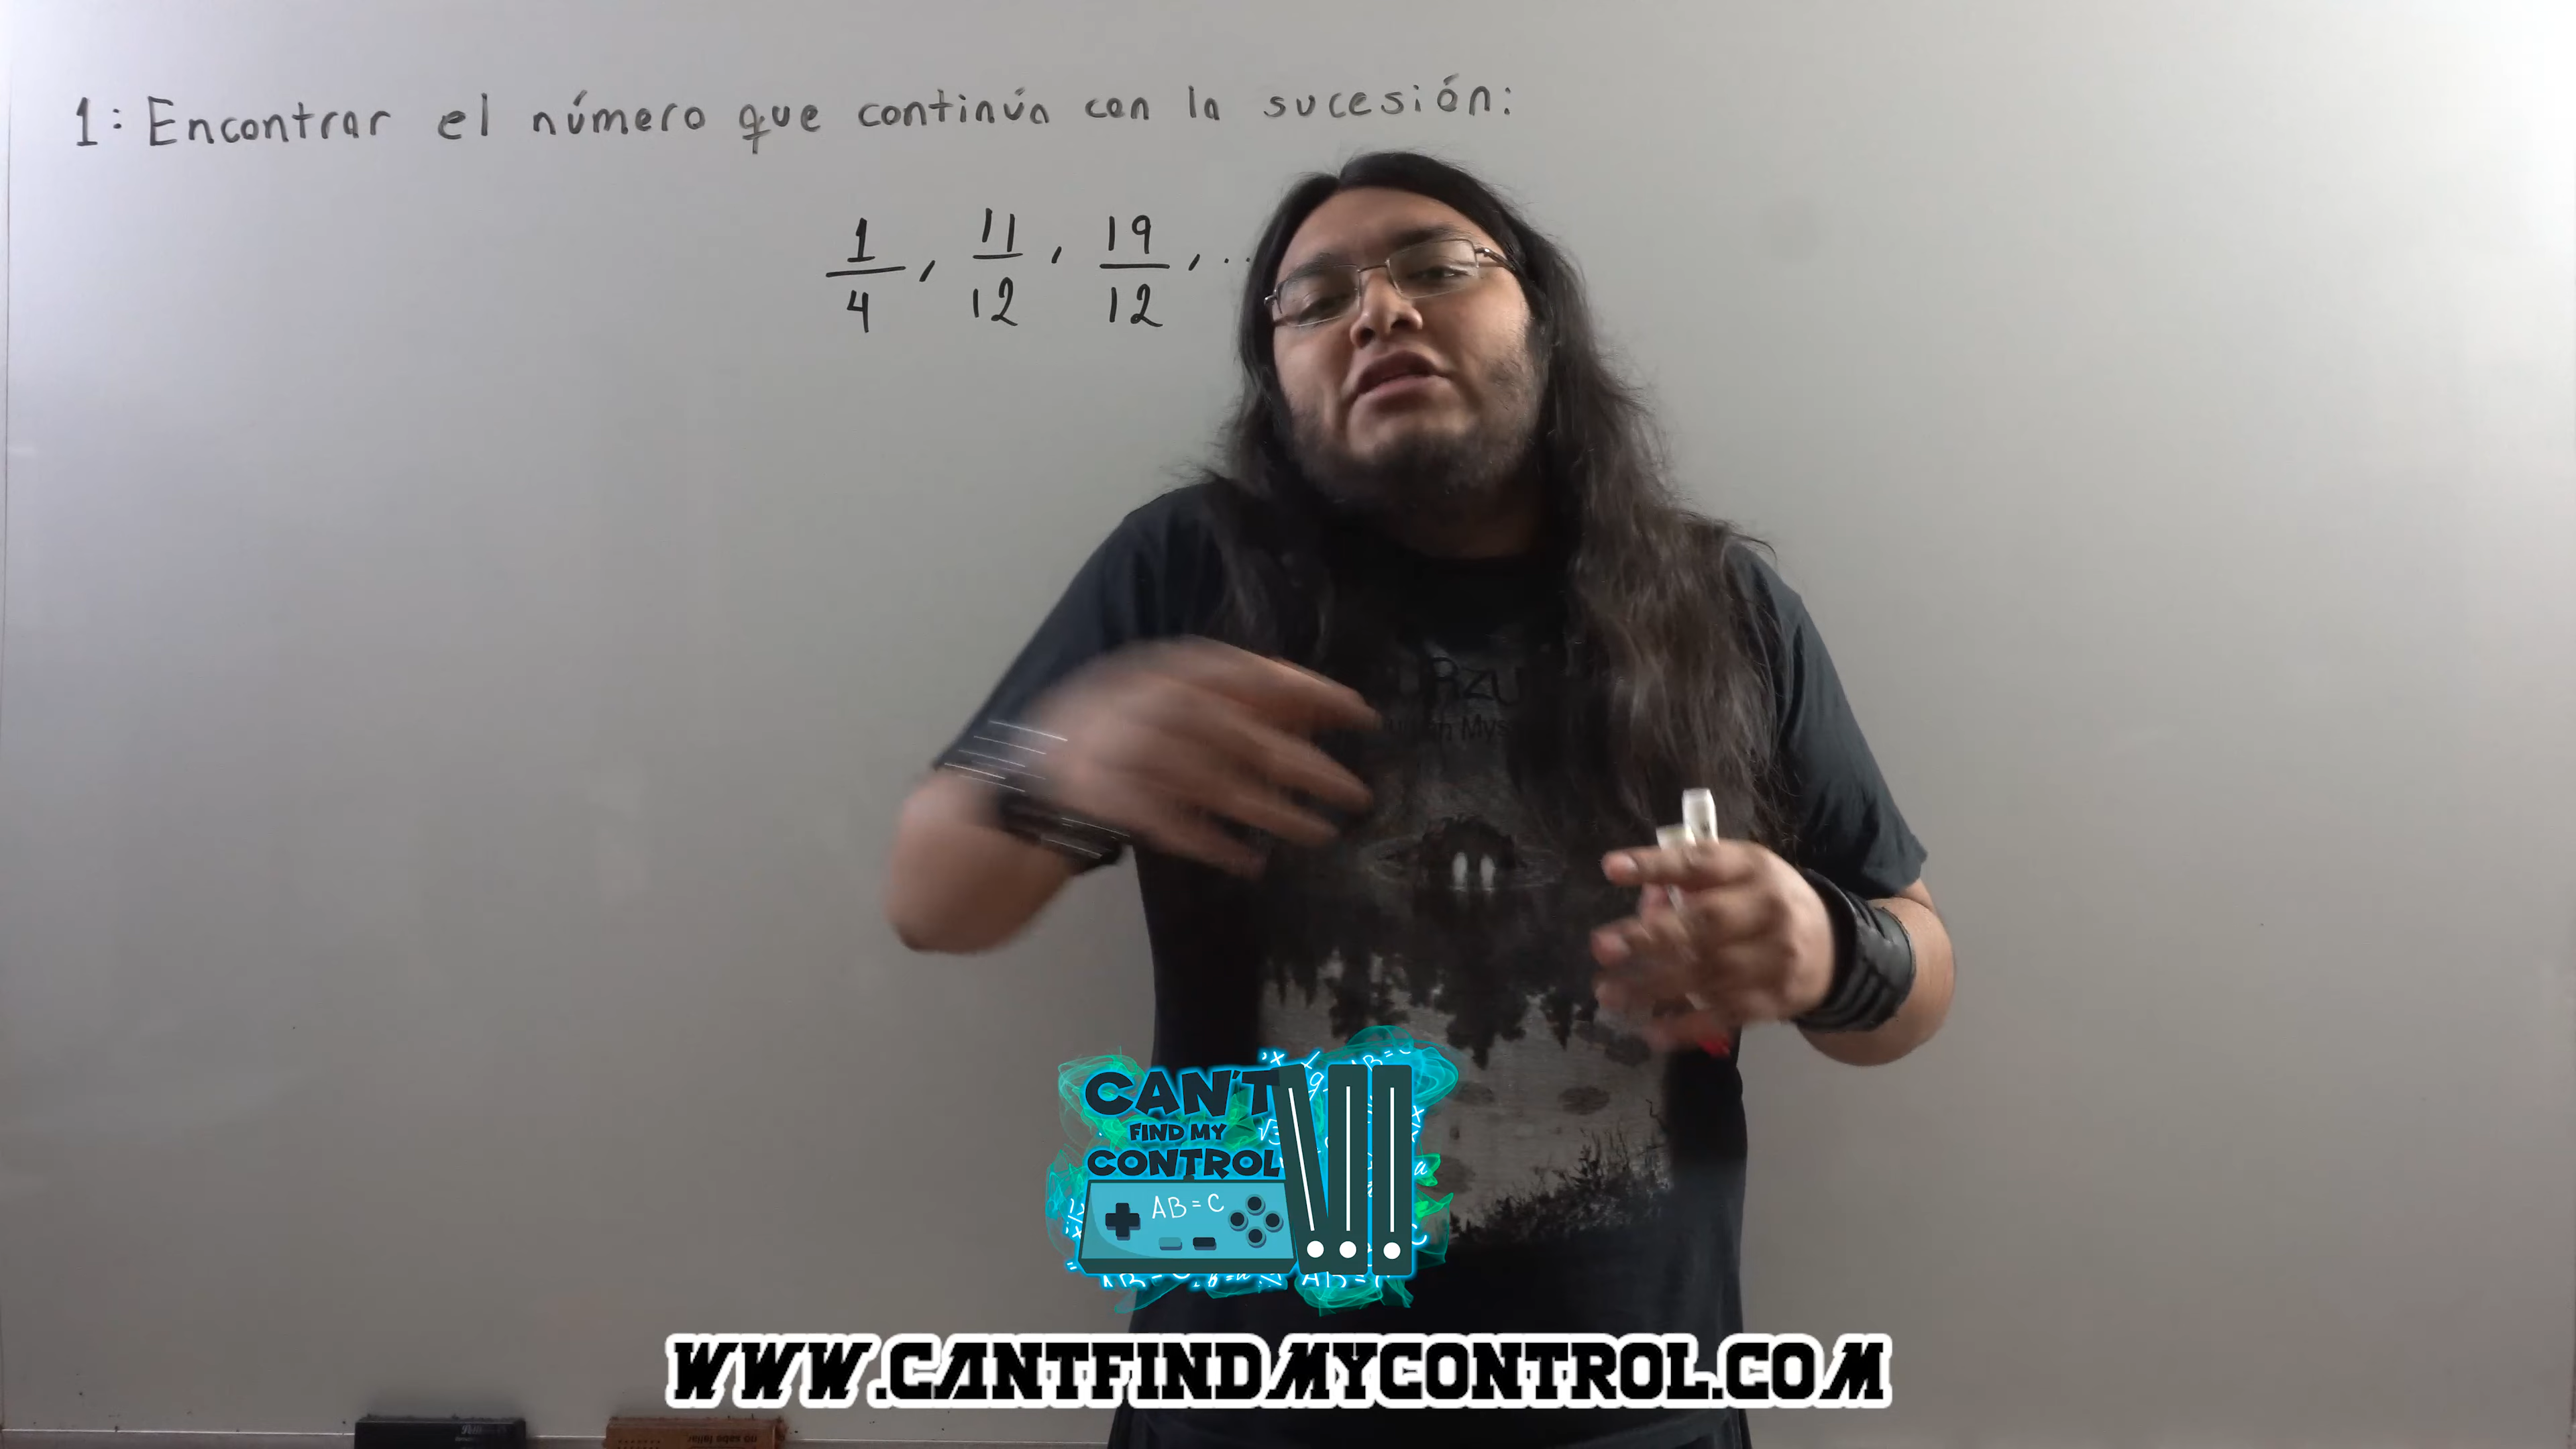 1: Encontrar el número que continúa con la sucesión:
1/4, 11/12, 19/12, ..
CAN'T
FIND MY
CONTROL
AB=C
WWW.CANTFINDMYCONTROL.COM